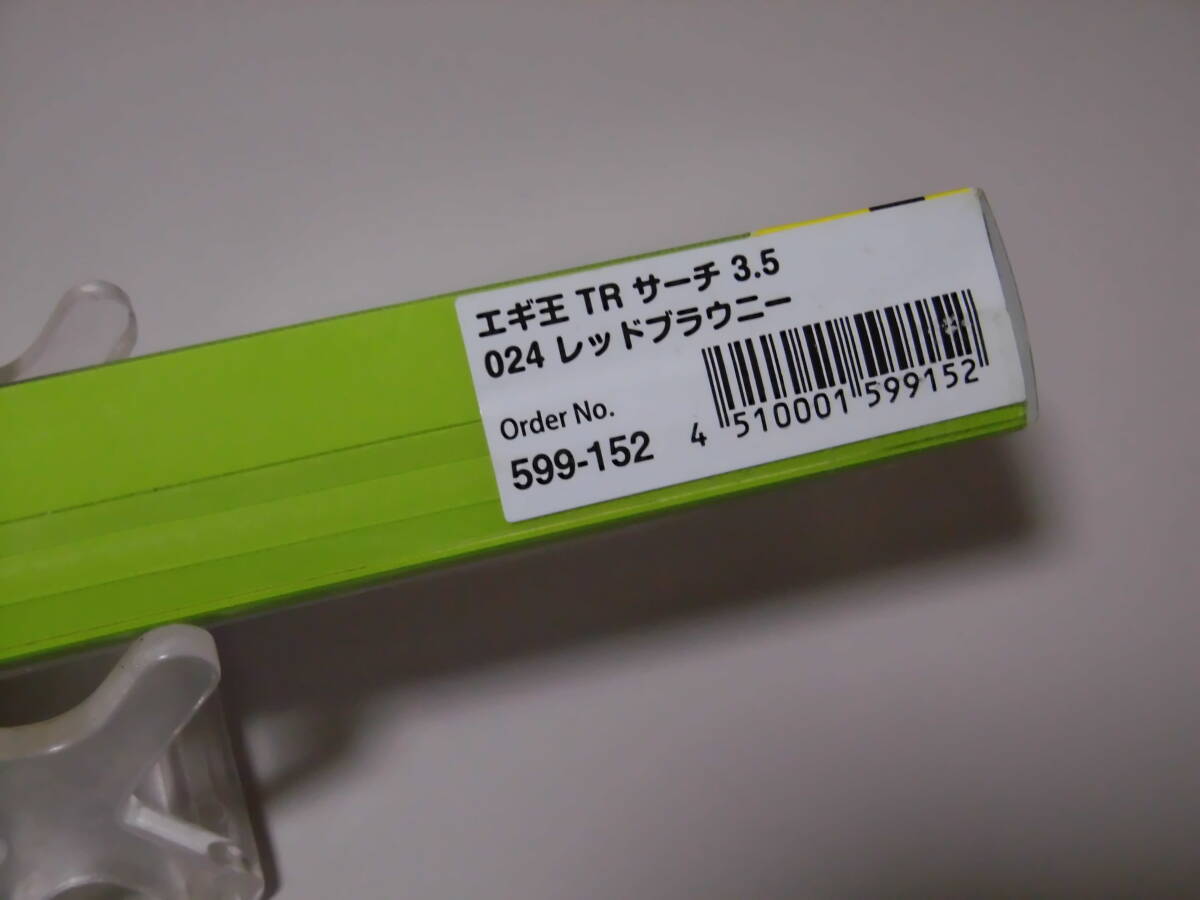 エギ王 TR サーチ 3.5
024 レッドブラウニー
Order No.
599-152
4 510001 599152